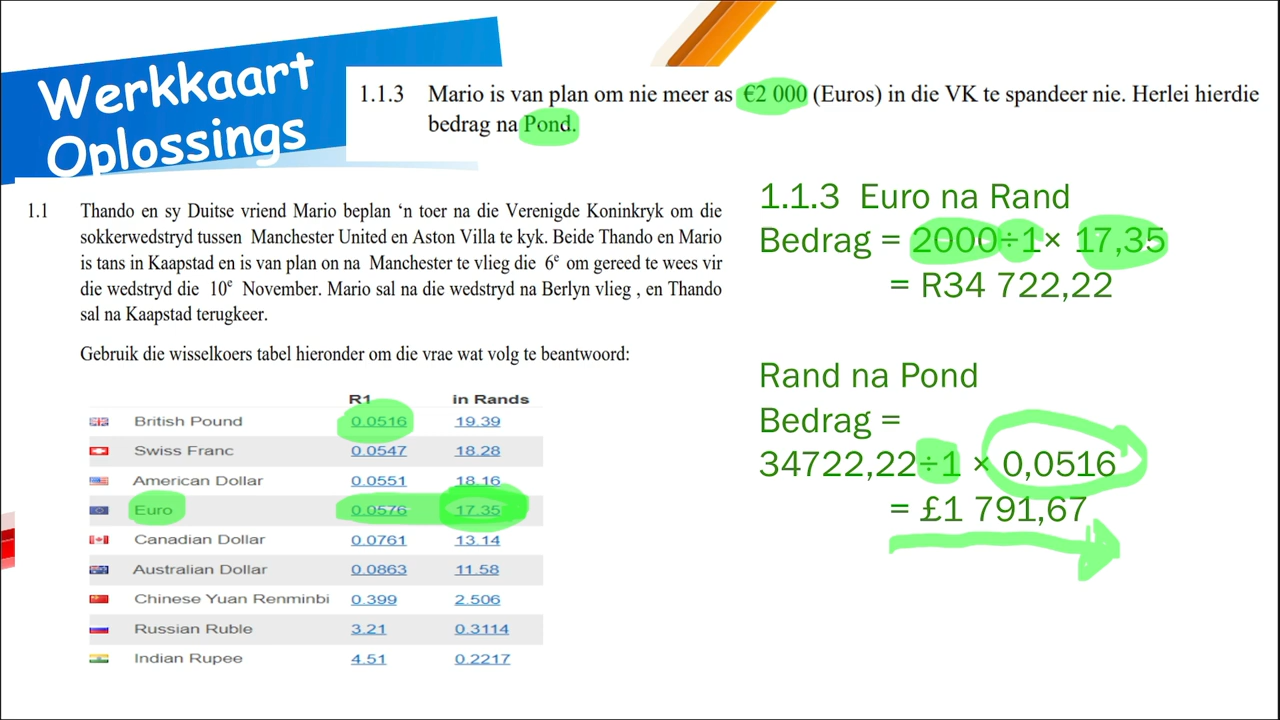 Werkkaart
Oplossings
1.1.3 Mario is van plan om nie meer as €2 000 (Euros) in die VK te spandeer nie. Herlei hierdie
bedrag na Pond.
1.1 Thando en sy Duitse vriend Mario beplan ‘n toer na die Verenigde Koninkryk om die
sokkerwedstryd tussen Manchester United en Aston Villa te kyk. Beide Thando en Mario
is tans in Kaapstad en is van plan on na Manchester te vlieg die 6e om gereed te wees vir
die wedstryd die 10e November. Mario sal na die wedstryd na Berlyn vlieg , en Thando
sal na Kaapstad terugkeer.
Gebruik die wisselkoers tabel hieronder om die vrae wat volg te beantwoord:
R1 in Rands
British Pound 0.0516 19.39
Swiss Franc 0.0547 18.28
American Dollar 0.0551 18.16
Euro 0.0576 17.35
Canadian Dollar 0.0761 13.14
Australian Dollar 0.0863 11.58
Chinese Yuan Renminbi 0.399 2.506
Russian Ruble 3.21 0.3114
Indian Rupee 4.51 0.2217
1.1.3 Euro na Rand
Bedrag = 2000÷1× 17,35
= R34 722,22
Rand na Pond
Bedrag =
34722,22÷1 × 0,0516
= £1 791,67